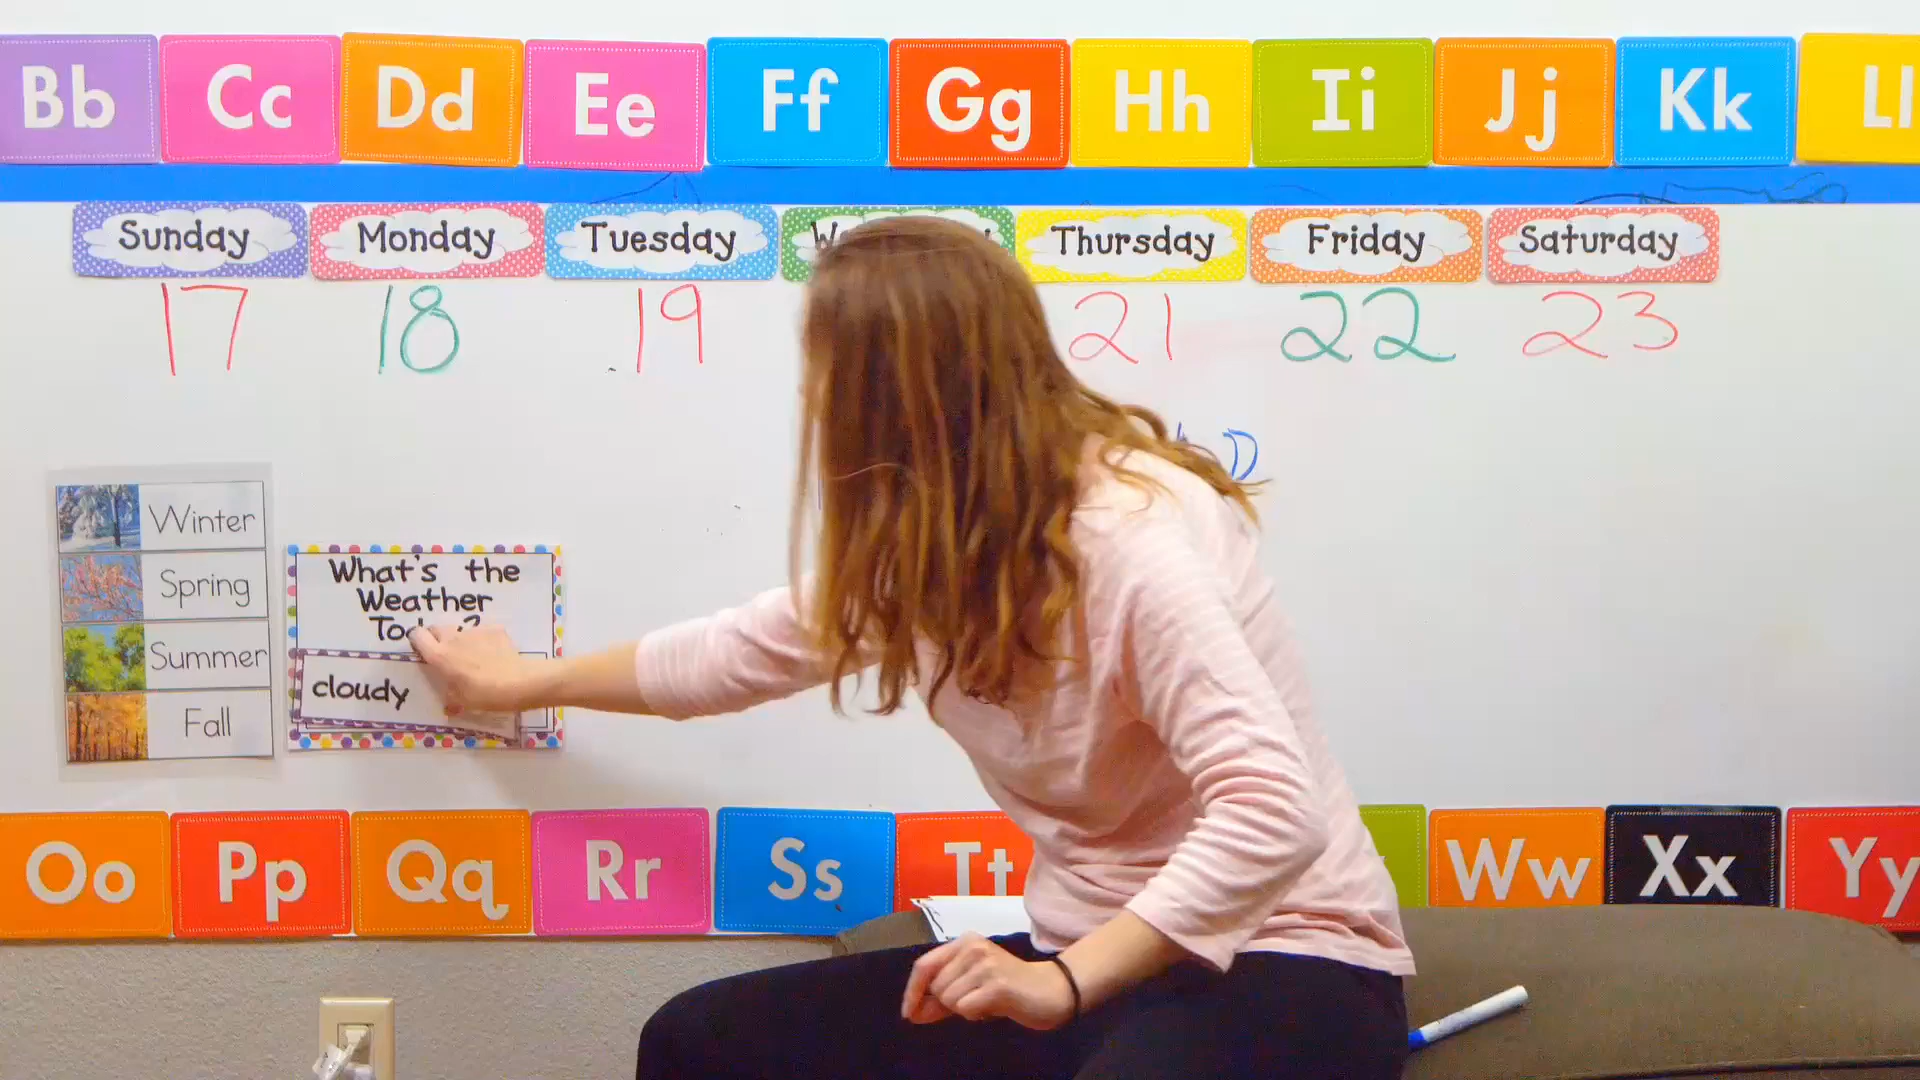 Bb Cc Dd Ee Ff Gg Hh Ii Jj Kk Ll
Sunday Monday Tuesday Thursday Friday Saturday
17 18 19 21 22 23
D
Winter
Spring
Summer
Fall
What's the
Weather
cloudy
Oo Pp Qq Rr Ss Tt Ww Xx Yy